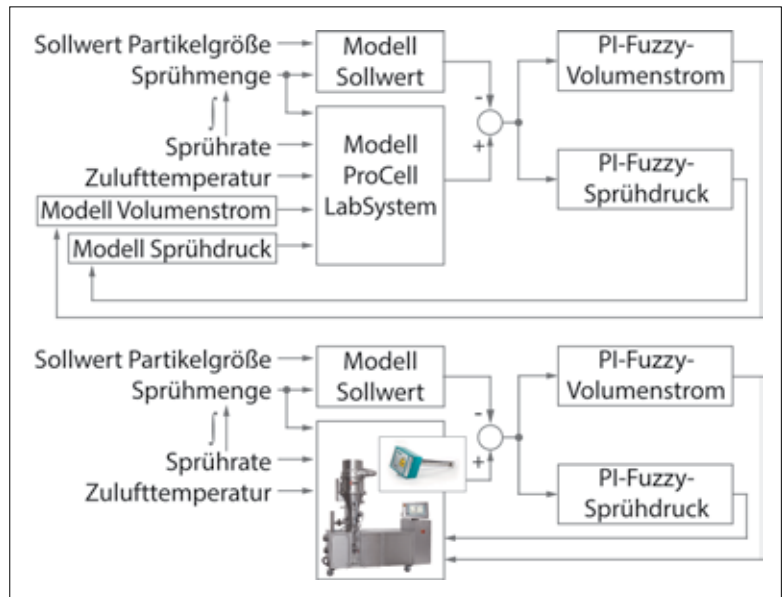 Sollwert Partikelgröße
Sprühmenge
∫
Sprührate
Zulufttemperatur
Modell Volumenstrom
Modell Sprühdruck
Modell
Sollwert
Modell
ProCell
LabSystem
-
+
PI-Fuzzy-
Volumenstrom
PI-Fuzzy-
Sprühdruck
Sollwert Partikelgröße
Sprühmenge
∫
Sprührate
Zulufttemperatur
Modell
Sollwert
-
+
PI-Fuzzy-
Volumenstrom
PI-Fuzzy-
Sprühdruck